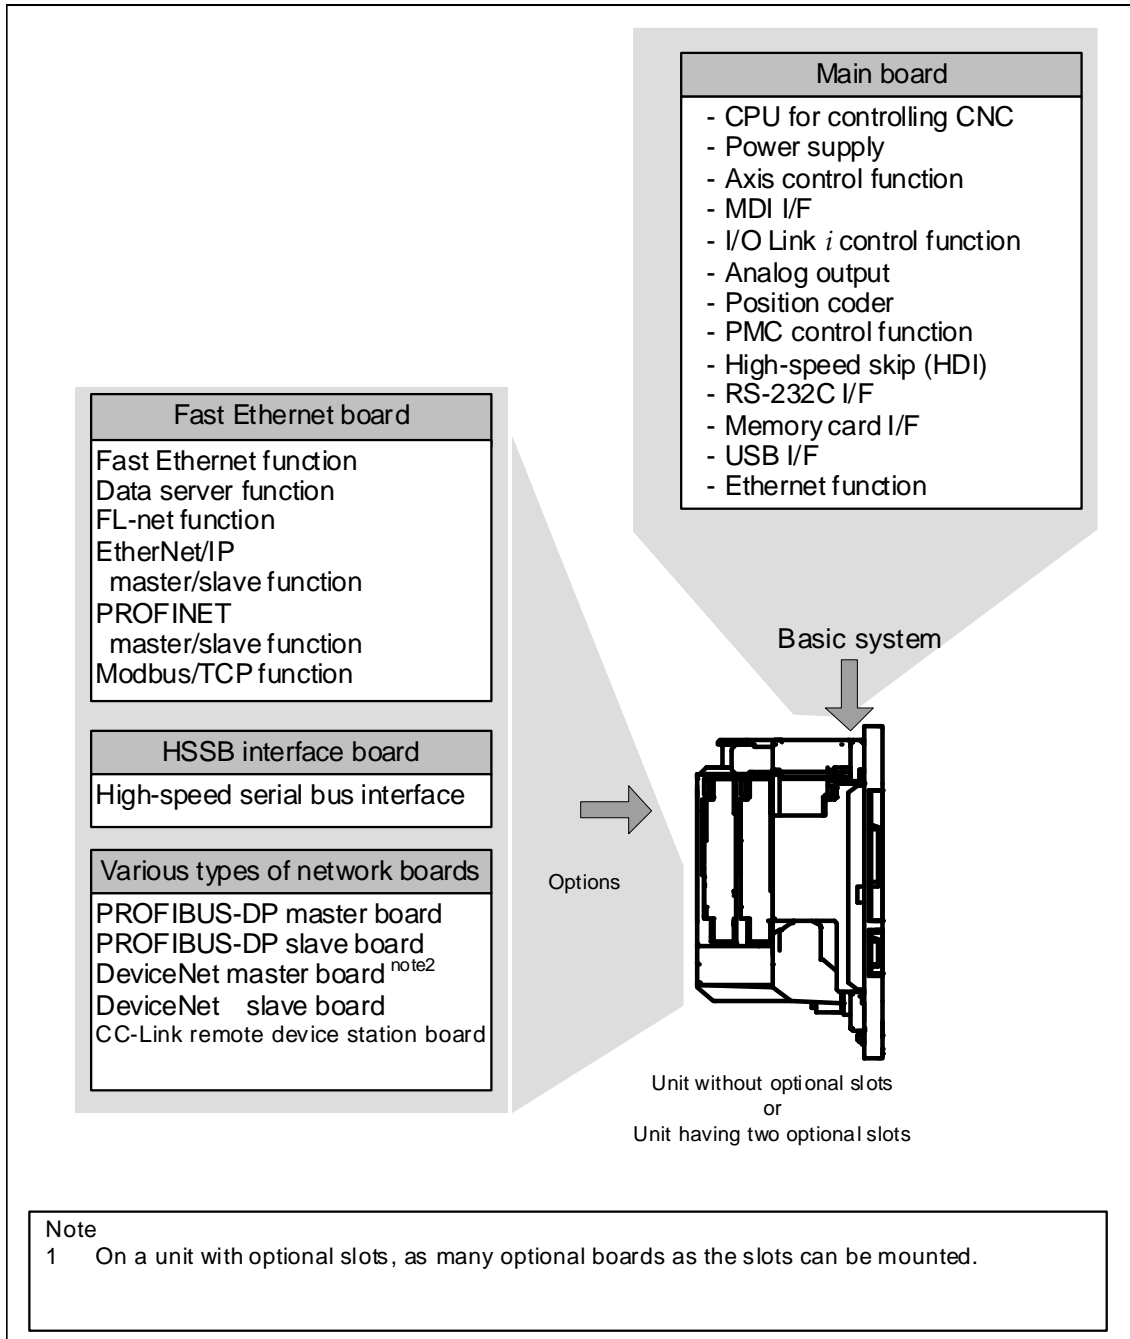 Main board
- CPU for controlling CNC
- Power supply
- Axis control function
- MDI I/F
- I/O Link i control function
- Analog output
- Position coder
- PMC control function
- High-speed skip (HDI)
- RS-232C I/F
- Memory card I/F
- USB I/F
- Ethernet function
Fast Ethernet board
Fast Ethernet function
Data server function
FL-net function
EtherNet/IP
master/slave function
PROFINET
master/slave function
Modbus/TCP function
Basic system
HSSB interface board
High-speed serial bus interface
Various types of network boards
PROFIBUS-DP master board
PROFIBUS-DP slave board
DeviceNet master board note2
DeviceNet slave board
CC-Link remote device station board
Options
Unit without optional slots
or
Unit having two optional slots
Note
1 On a unit with optional slots, as many optional boards as the slots can be mounted.